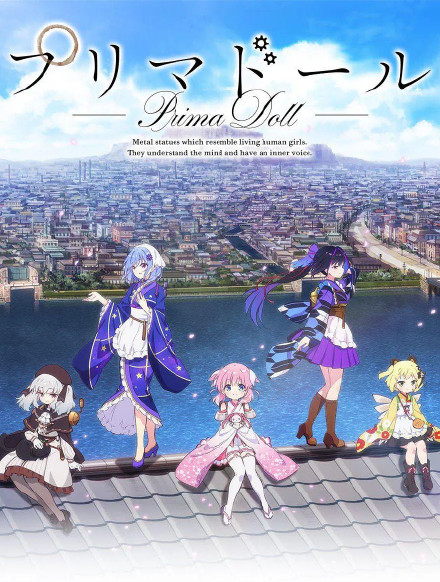 プリマドール
Prima Doll
Metal statues which resemble living human girls.
They understand the mind and have an inner voice.